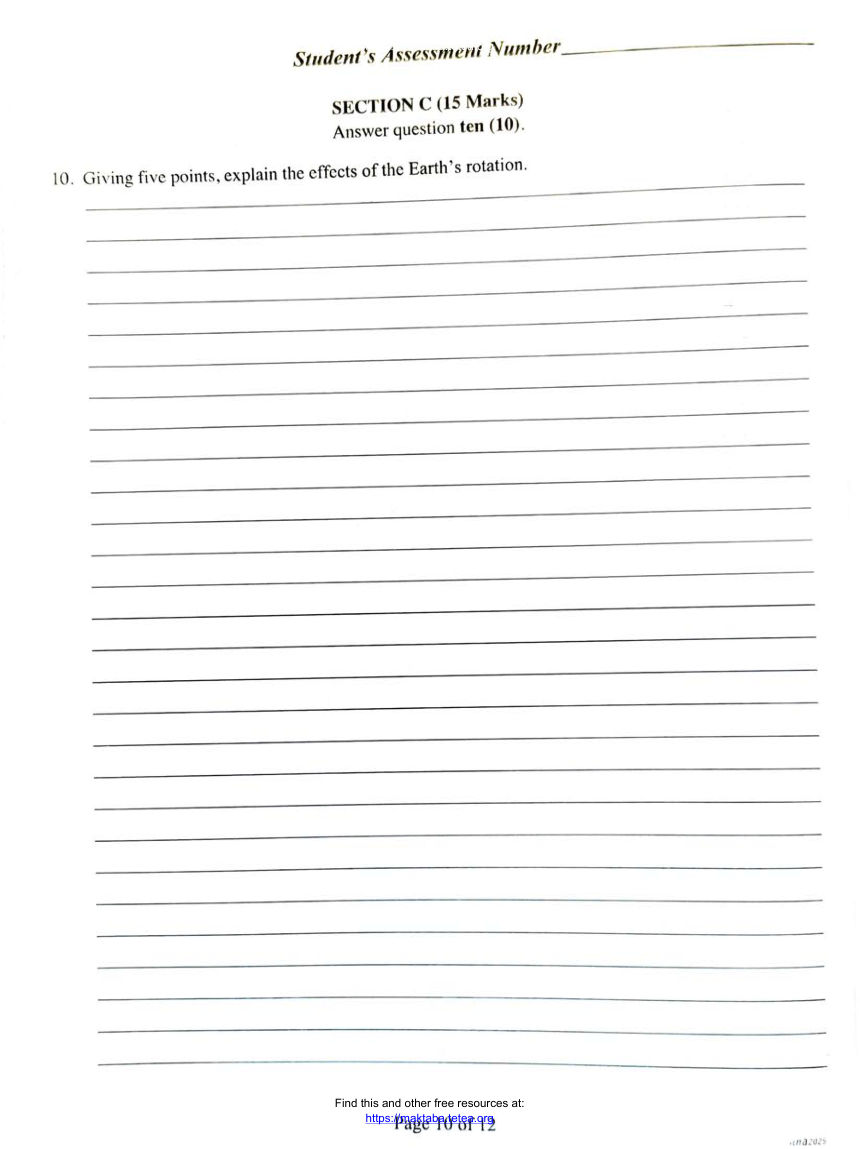 Student's Assessment Number
SECTION C (15 Marks)
Answer question ten (10).
10. Giving five points, explain the effects of the Earth's rotation.
Find this and other free resources at:
https://maktaba.tetea.org
Page 10 of 12